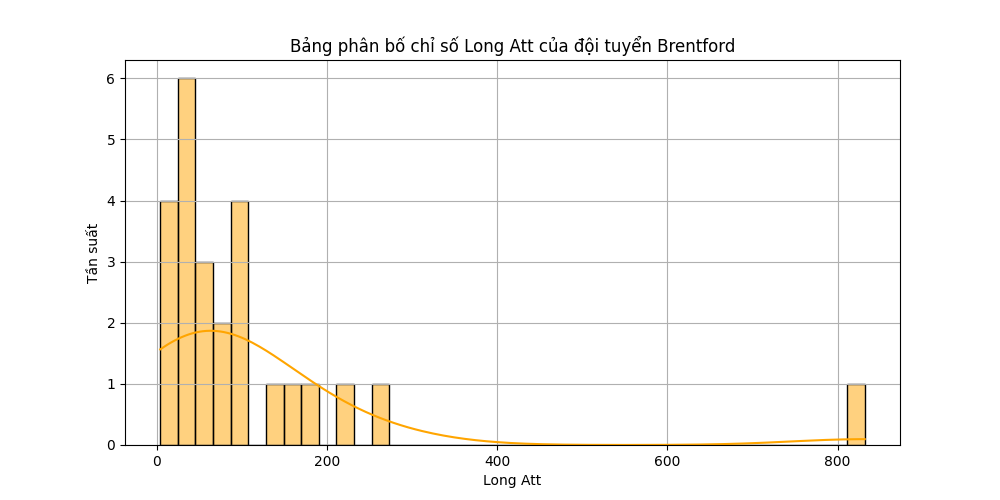 Bảng phân bố chỉ số Long Att của đội tuyển Brentford
Tần suất
6
5
4
3
2
1
0
0 200 400 600 800
Long Att